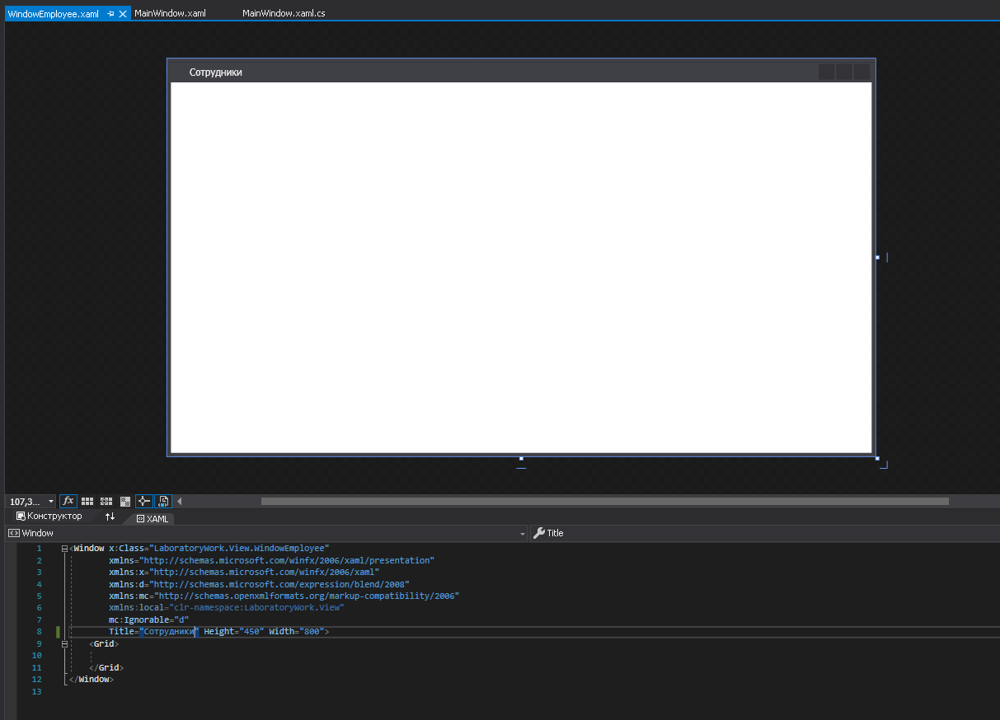 WindowEmployee.xaml MainWindow.xaml MainWindow.xaml.cs
Сотрудники
107,3... fx
Конструктор XAML
Window Title
1 <Window x:Class="LaboratoryWork.View.WindowEmployee"
2 xmlns="http://schemas.microsoft.com/winfx/2006/xaml/presentation"
3 xmlns:x="http://schemas.microsoft.com/winfx/2006/xaml"
4 xmlns:d="http://schemas.microsoft.com/expression/blend/2008"
5 xmlns:mc="http://schemas.openxmlformats.org/markup-compatibility/2006"
6 xmlns:local="clr-namespace:LaboratoryWork.View"
7 mc:Ignorable="d"
8 Title="Сотрудники" Height="450" Width="800">
9 <Grid>
10
11 </Grid>
12 </Window>
13